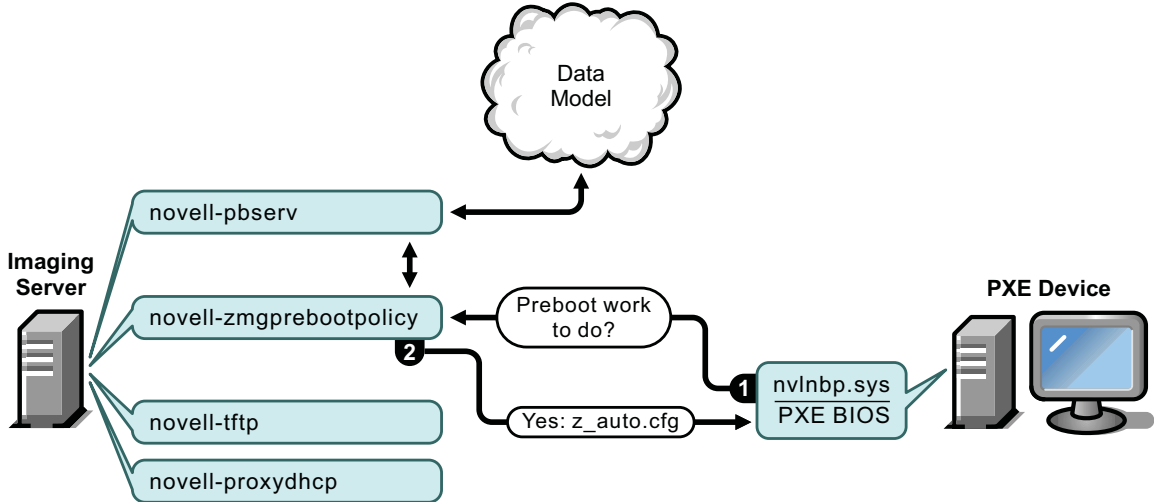 Data
Model
novell-pbserv
Imaging
Server
PXE Device
novell-zmgprebootpolicy
Preboot work
to do?
2
1
nvlnbp.sys
PXE BIOS
novell-tftp
Yes: z_auto.cfg
novell-proxydhcp